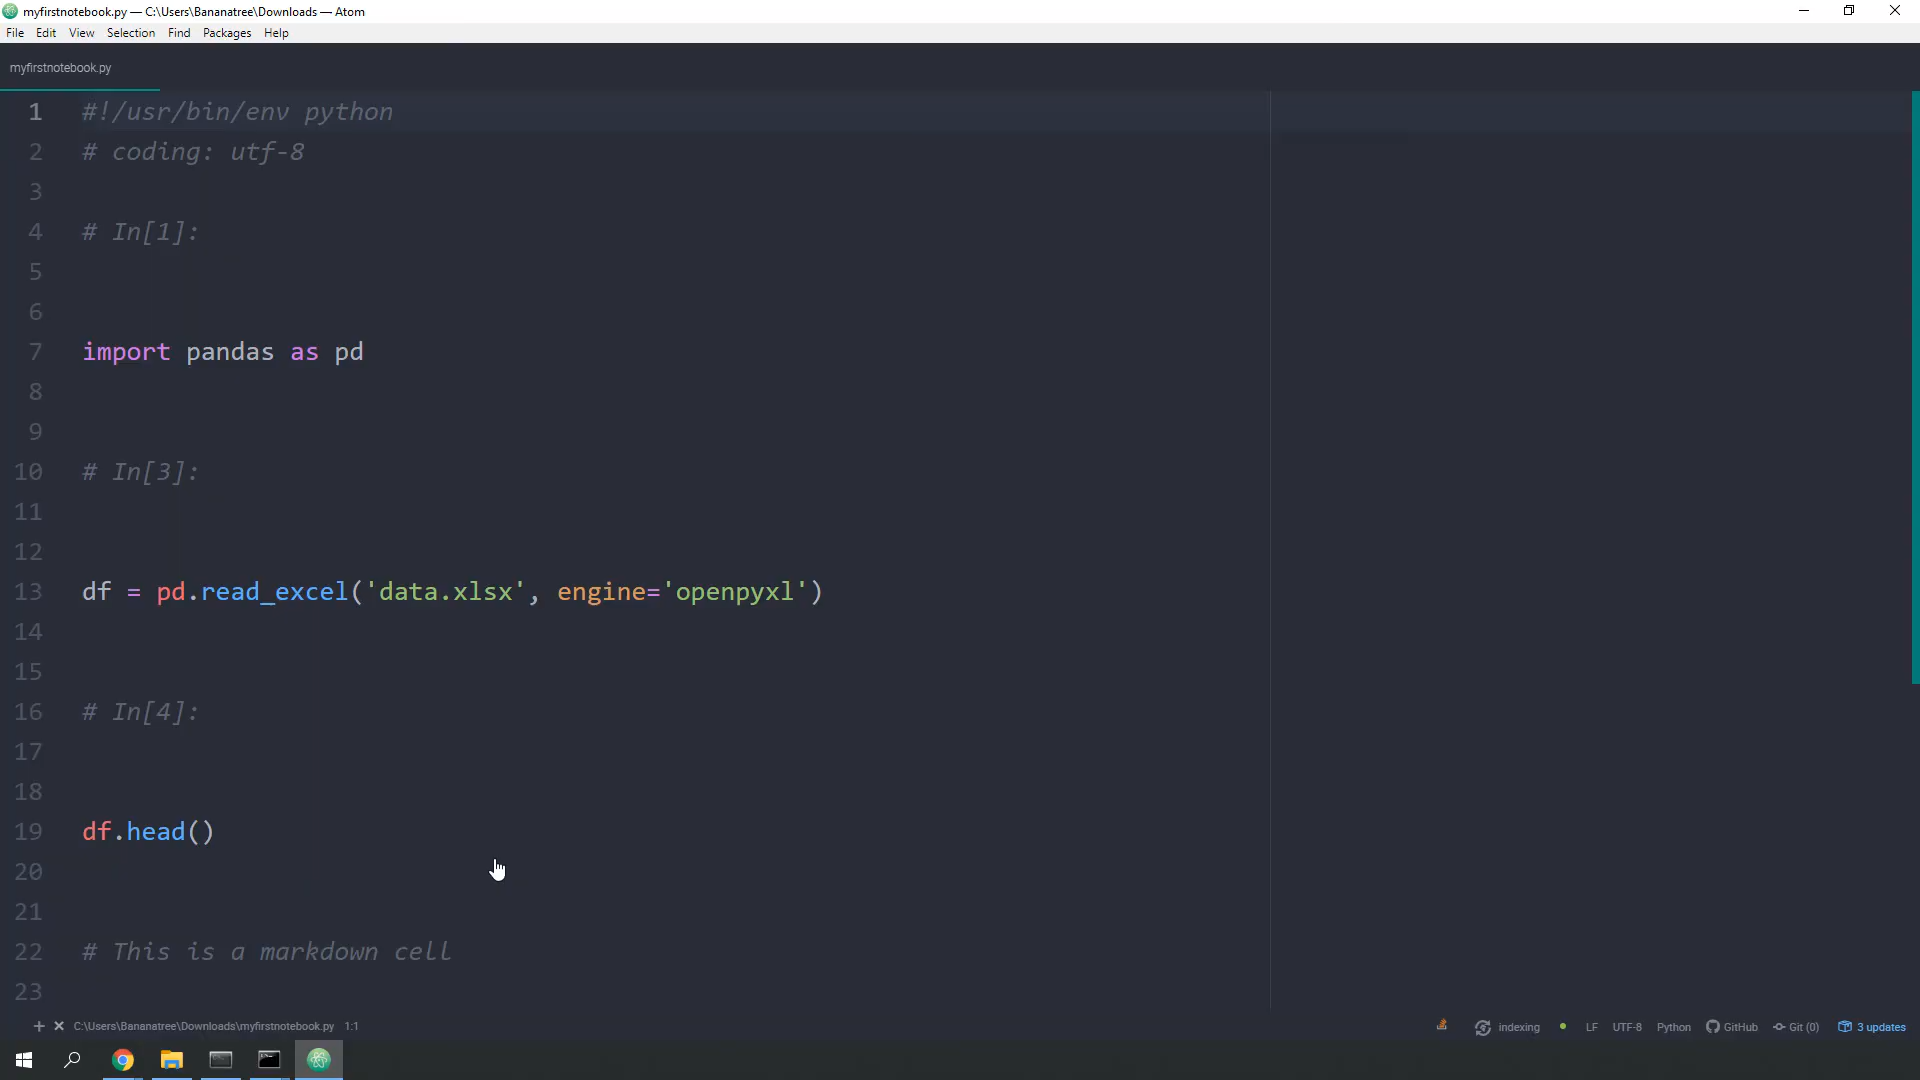 myfirstnotebook.py — C:\Users\Bananatree\Downloads — Atom
File Edit View Selection Find Packages Help
myfirstnotebook.py
1 #!/usr/bin/env python
2 # coding: utf-8
3
4 # In[1]:
5
6
7 import pandas as pd
8
9
10 # In[3]:
11
12
13 df = pd.read_excel('data.xlsx', engine='openpyxl')
14
15
16 # In[4]:
17
18
19 df.head()
20
21
22 # This is a markdown cell
23
C:\Users\Bananatree\Downloads\myfirstnotebook.py 1:1 indexing LF UTF-8 Python GitHub Git (0) 3 updates